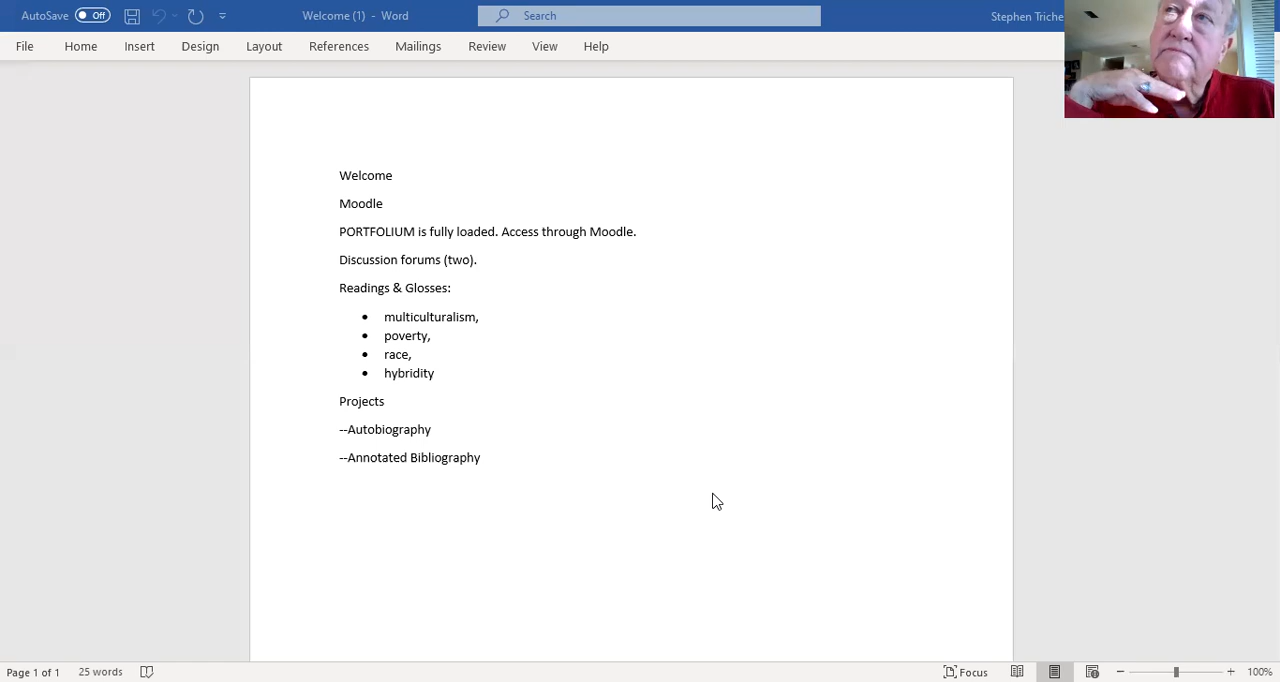 AutoSave Off Welcome (1) - Word Search Stephen Triche
File Home Insert Design Layout References Mailings Review View Help
Welcome
Moodle
PORTFOLIUM is fully loaded. Access through Moodle.
Discussion forums (two).
Readings & Glosses:
• multiculturalism,
• poverty,
• race,
• hybridity
Projects
--Autobiography
--Annotated Bibliography
Page 1 of 1 25 words Focus 100%